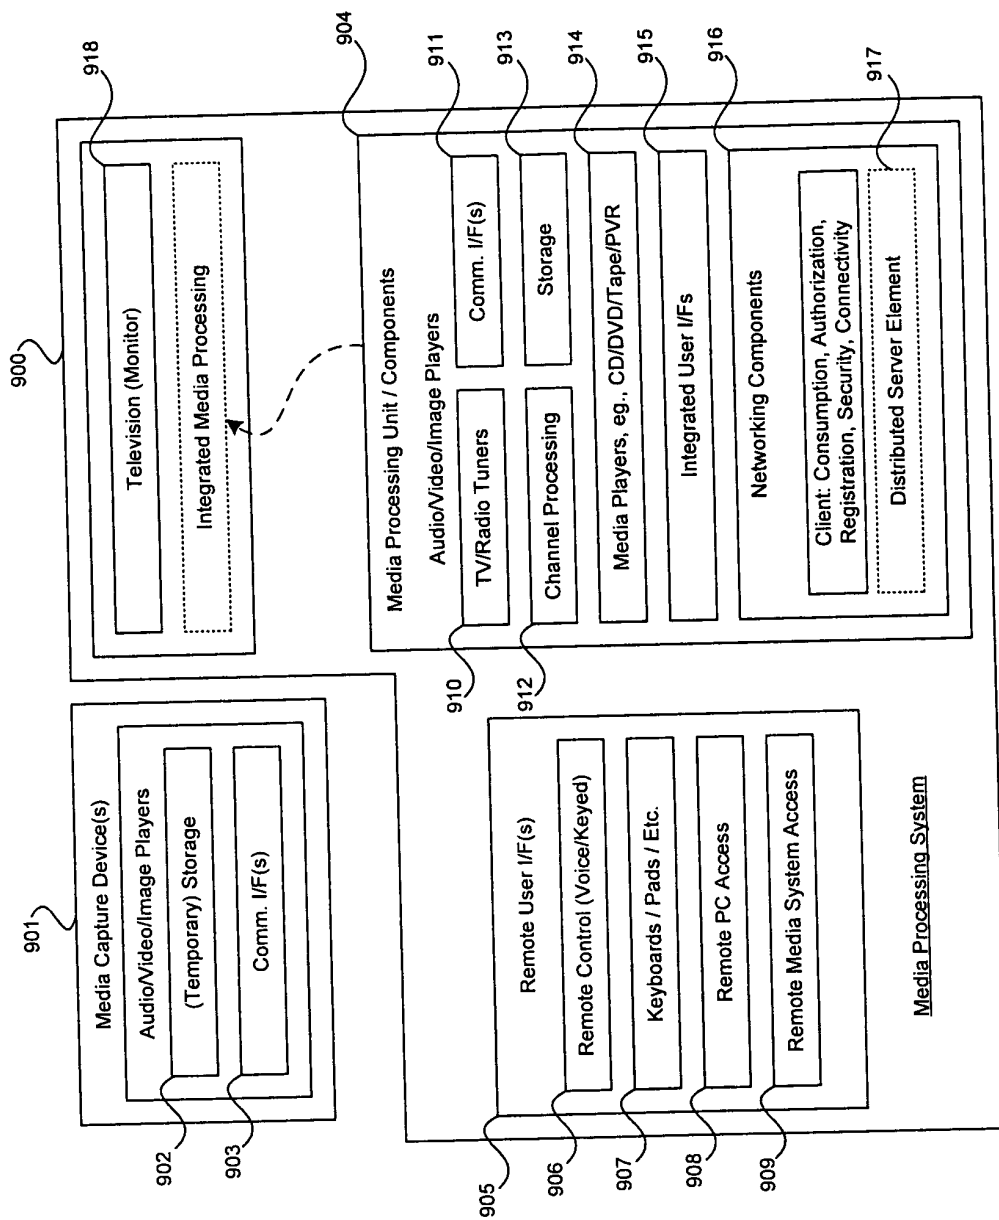 900
918
Television (Monitor)
Integrated Media Processing
904
Media Processing Unit / Components
Audio/Video/Image Players
910
TV/Radio Tuners
Comm. I/F(s)
911
912
Channel Processing
Storage
913
Media Players, eg., CD/DVD/Tape/PVR
914
Integrated User I/Fs
915
Networking Components
916
Client: Consumption, Authorization,
Registration, Security, Connectivity
Distributed Server Element
917
901
Media Capture Device(s)
Audio/Video/Image Players
902
(Temporary) Storage
903
Comm. I/F(s)
905
Remote User I/F(s)
906
Remote Control (Voice/Keyed)
907
Keyboards / Pads / Etc.
908
Remote PC Access
909
Remote Media System Access
Media Processing System